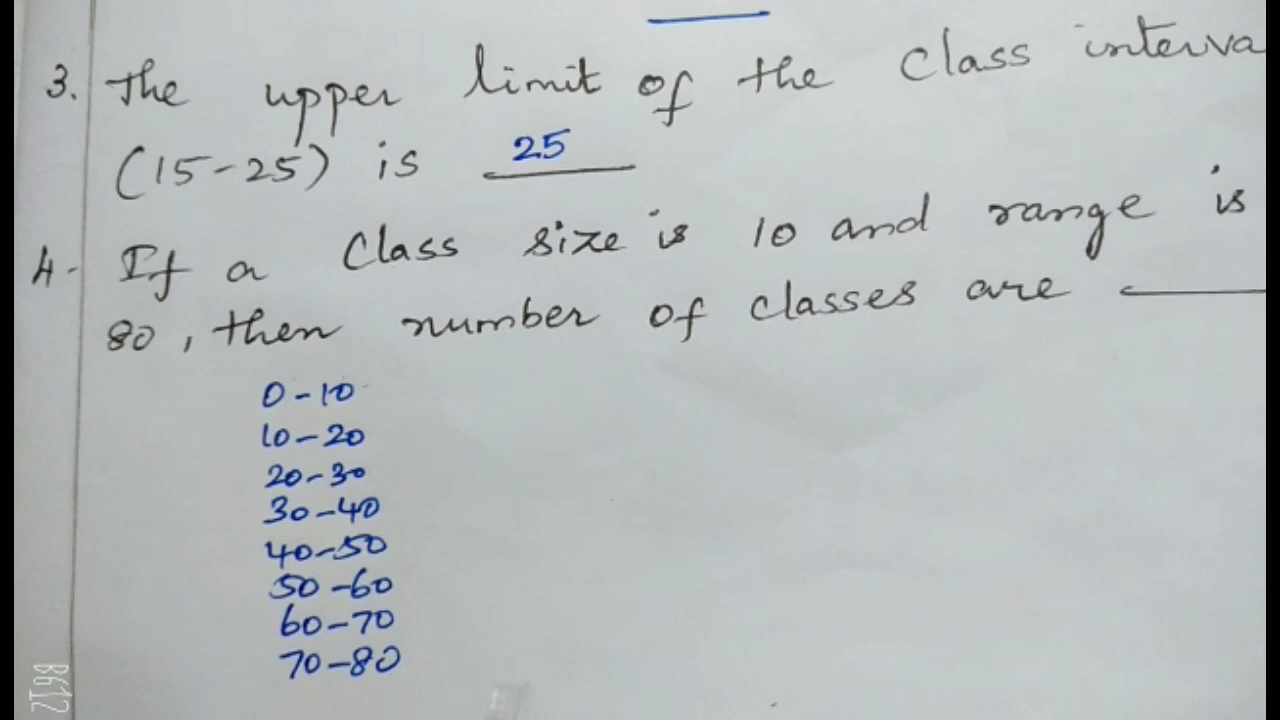 3. The upper limit of the class interva
(15-25) is 25
4. If a class size is 10 and range is
80, then number of classes are
0-10
10-20
20-30
30-40
40-50
50-60
60-70
70-80
B612